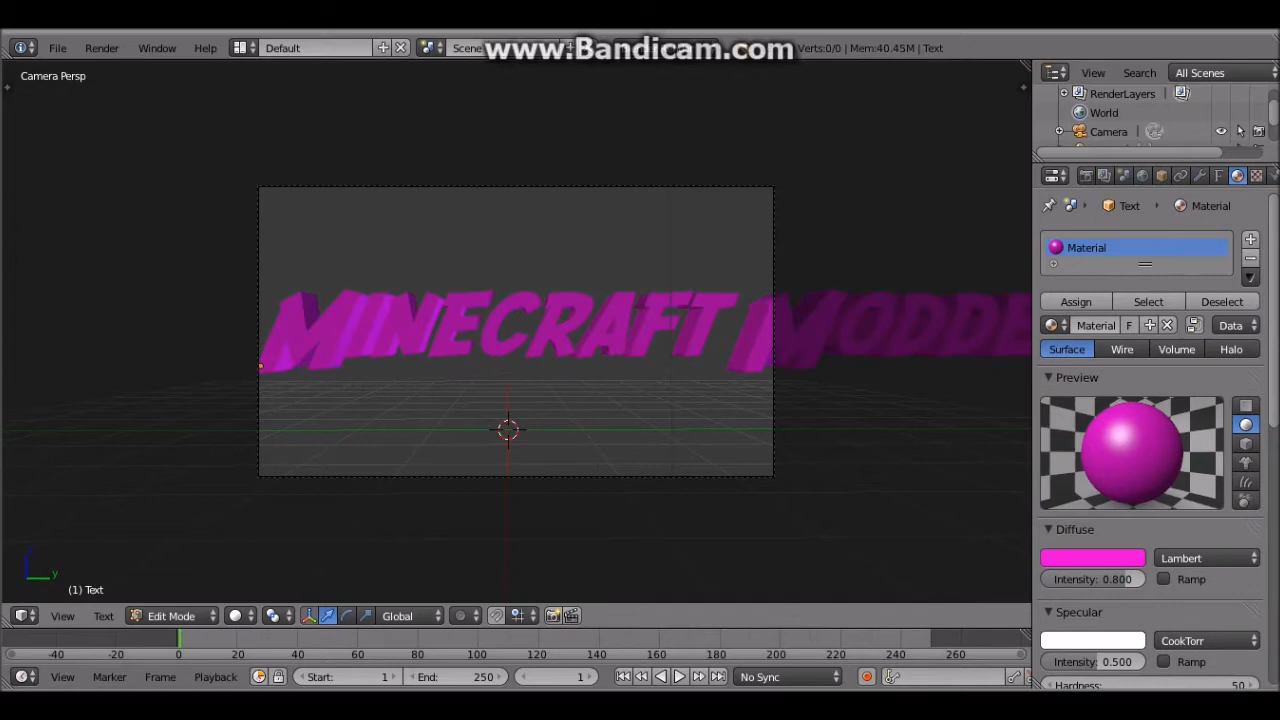 www.Bandicam.com
File Render Window Help Default Scene Verts:0/0 | Mem:40.45M | Text
Camera Persp
View Search All Scenes
RenderLayers
World
Camera
Text Material
Material
Assign Select Deselect
Material F Data
Surface Wire Volume Halo
Preview
MINECRAFT MODDE
Diffuse
Lambert
Intensity: 0.800 Ramp
Specular
CookTorr
Intensity: 0.500 Ramp
Hardness: 50
y
(1) Text
View Text Edit Mode Global
-40 -20 0 20 40 60 80 100 120 140 160 180 200 220 240 260
View Marker Frame Playback Start: 1 End: 250 1 No Sync